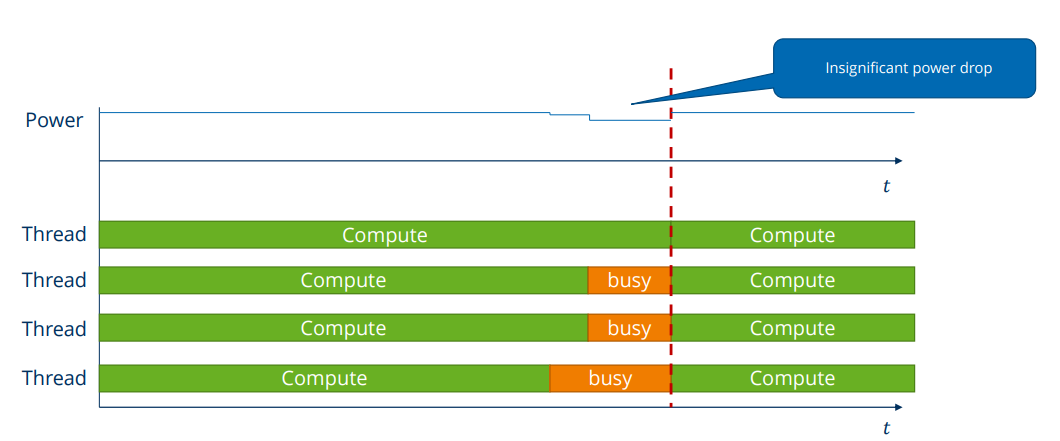 Insignificant power drop
Power
t
Thread
Compute
Compute
Thread
Compute
busy
Compute
Thread
Compute
busy
Compute
Thread
Compute
busy
Compute
t